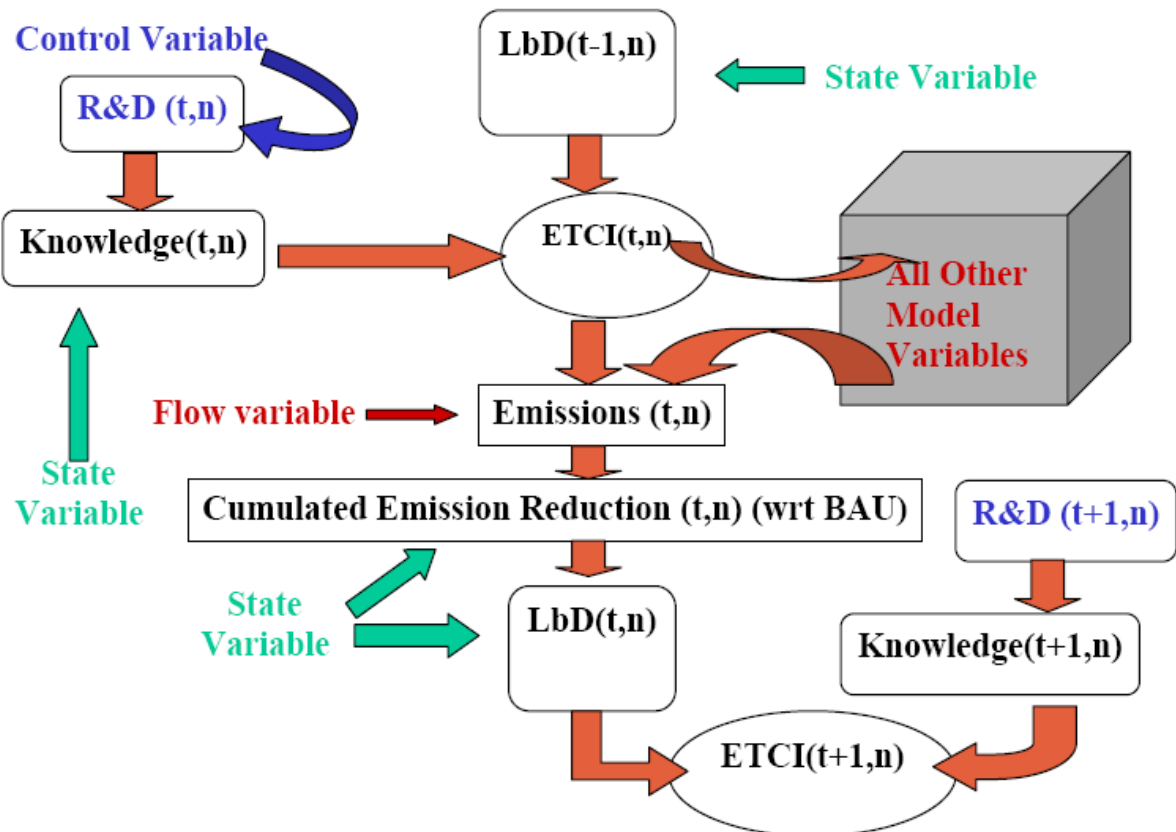 Control Variable
R&D (t,n)
Knowledge(t,n)
LbD(t-1,n)
State Variable
ETCI(t,n)
All Other
Model
Variables
Flow variable
Emissions (t,n)
State
Variable
Cumulated Emission Reduction (t,n) (wrt BAU)
R&D (t+1,n)
State
Variable
LbD(t,n)
Knowledge(t+1,n)
ETCI(t+1,n)